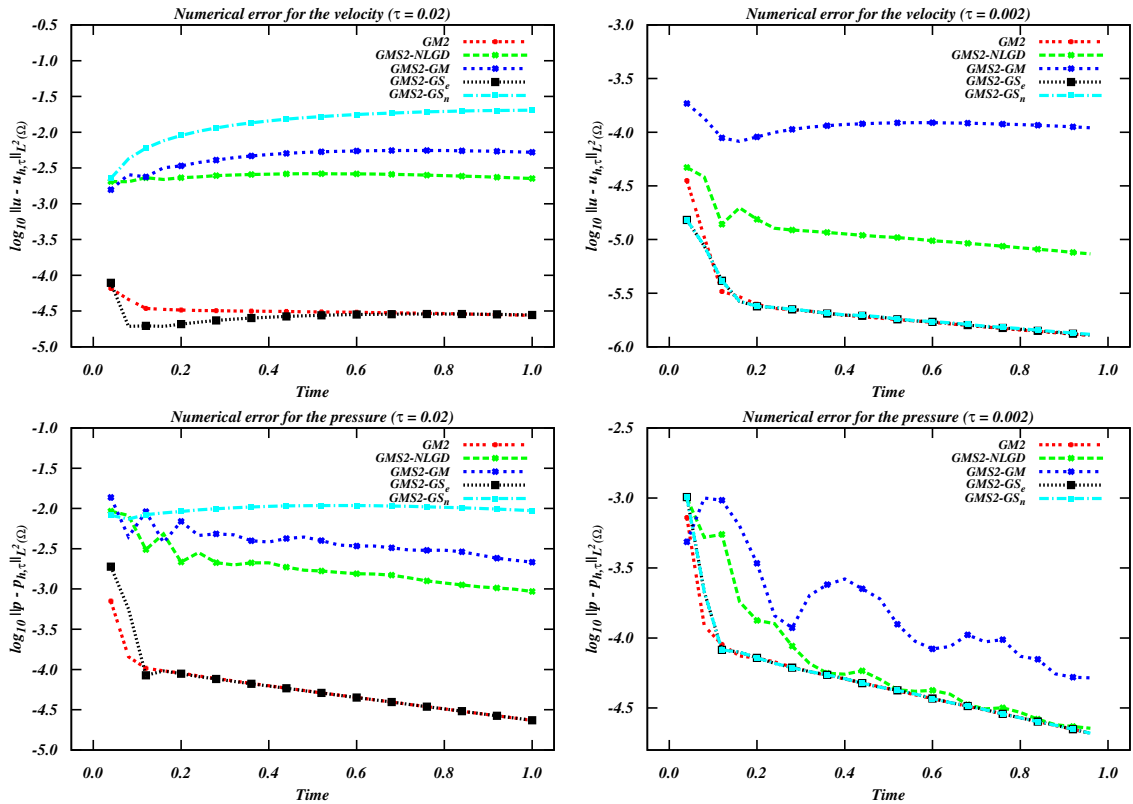 Numerical error for the velocity (τ = 0.02)
-0.5
-1.0
-1.5
-2.0
-2.5
-3.0
-3.5
-4.0
-4.5
-5.0
log₁₀ ||u - u_h,τ||L²(Ω)
GM2
GMS2-NLGD
GMS2-GM
GMS2-GSₑ
GMS2-GSₙ
0.0 0.2 0.4 0.6 0.8 1.0
Time
Numerical error for the velocity (τ = 0.002)
-3.0
-3.5
-4.0
-4.5
-5.0
-5.5
-6.0
log₁₀ ||u - u_h,τ||L²(Ω)
GM2
GMS2-NLGD
GMS2-GM
GMS2-GSₑ
GMS2-GSₙ
0.0 0.2 0.4 0.6 0.8 1.0
Time
Numerical error for the pressure (τ = 0.02)
-1.0
-1.5
-2.0
-2.5
-3.0
-3.5
-4.0
-4.5
-5.0
log₁₀ ||p - p_h,τ||L²(Ω)
GM2
GMS2-NLGD
GMS2-GM
GMS2-GSₑ
GMS2-GSₙ
0.0 0.2 0.4 0.6 0.8 1.0
Time
Numerical error for the pressure (τ = 0.002)
-2.5
-3.0
-3.5
-4.0
-4.5
log₁₀ ||p - p_h,τ||L²(Ω)
GM2
GMS2-NLGD
GMS2-GM
GMS2-GSₑ
GMS2-GSₙ
0.0 0.2 0.4 0.6 0.8 1.0
Time